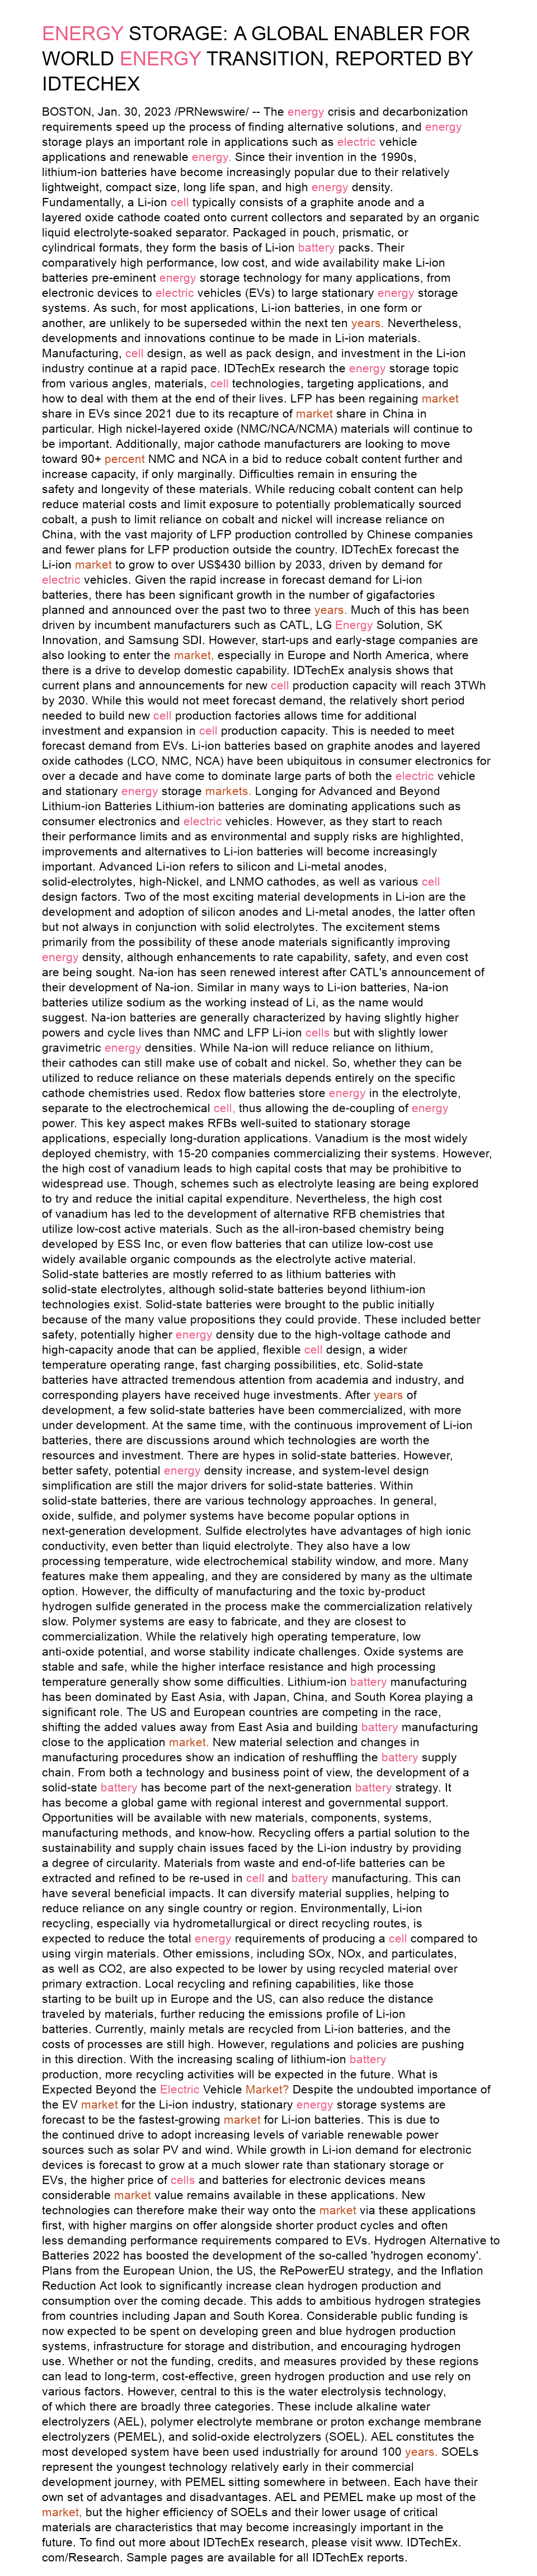 ENERGY STORAGE: A GLOBAL ENABLER FOR
WORLD ENERGY TRANSITION, REPORTED BY
IDTECHEX
BOSTON, Jan. 30, 2023 /PRNewswire/ -- The energy crisis and decarbonization
requirements speed up the process of finding alternative solutions, and energy
storage plays an important role in applications such as electric vehicle
applications and renewable energy. Since their invention in the 1990s,
lithium-ion batteries have become increasingly popular due to their relatively
lightweight, compact size, long life span, and high energy density.
Fundamentally, a Li-ion cell typically consists of a graphite anode and a
layered oxide cathode coated onto current collectors and separated by an organic
liquid electrolyte-soaked separator. Packaged in pouch, prismatic, or
cylindrical formats, they form the basis of Li-ion battery packs. Their
comparatively high performance, low cost, and wide availability make Li-ion
batteries pre-eminent energy storage technology for many applications, from
electronic devices to electric vehicles (EVs) to large stationary energy storage
systems. As such, for most applications, Li-ion batteries, in one form or
another, are unlikely to be superseded within the next ten years. Nevertheless,
developments and innovations continue to be made in Li-ion materials.
Manufacturing, cell design, as well as pack design, and investment in the Li-ion
industry continue at a rapid pace. IDTechEx research the energy storage topic
from various angles, materials, cell technologies, targeting applications, and
how to deal with them at the end of their lives. LFP has been regaining market
share in EVs since 2021 due to its recapture of market share in China in
particular. High nickel-layered oxide (NMC/NCA/NCMA) materials will continue to
be important. Additionally, major cathode manufacturers are looking to move
toward 90+ percent NMC and NCA in a bid to reduce cobalt content further and
increase capacity, if only marginally. Difficulties remain in ensuring the
safety and longevity of these materials. While reducing cobalt content can help
reduce material costs and limit exposure to potentially problematically sourced
cobalt, a push to limit reliance on cobalt and nickel will increase reliance on
China, with the vast majority of LFP production controlled by Chinese companies
and fewer plans for LFP production outside the country. IDTechEx forecast the
Li-ion market to grow to over US$430 billion by 2033, driven by demand for
electric vehicles. Given the rapid increase in forecast demand for Li-ion
batteries, there has been significant growth in the number of gigafactories
planned and announced over the past two to three years. Much of this has been
driven by incumbent manufacturers such as CATL, LG Energy Solution, SK
Innovation, and Samsung SDI. However, start-ups and early-stage companies are
also looking to enter the market, especially in Europe and North America, where
there is a drive to develop domestic capability. IDTechEx analysis shows that
current plans and announcements for new cell production capacity will reach 3TWh
by 2030. While this would not meet forecast demand, the relatively short period
needed to build new cell production factories allows time for additional
investment and expansion in cell production capacity. This is needed to meet
forecast demand from EVs. Li-ion batteries based on graphite anodes and layered
oxide cathodes (LCO, NMC, NCA) have been ubiquitous in consumer electronics for
over a decade and have come to dominate large parts of both the electric vehicle
and stationary energy storage markets. Longing for Advanced and Beyond
Lithium-ion Batteries Lithium-ion batteries are dominating applications such as
consumer electronics and electric vehicles. However, as they start to reach
their performance limits and as environmental and supply risks are highlighted,
improvements and alternatives to Li-ion batteries will become increasingly
important. Advanced Li-ion refers to silicon and Li-metal anodes,
solid-electrolytes, high-Nickel, and LNMO cathodes, as well as various cell
design factors. Two of the most exciting material developments in Li-ion are the
development and adoption of silicon anodes and Li-metal anodes, the latter often
but not always in conjunction with solid electrolytes. The excitement stems
primarily from the possibility of these anode materials significantly improving
energy density, although enhancements to rate capability, safety, and even cost
are being sought. Na-ion has seen renewed interest after CATL's announcement of
their development of Na-ion. Similar in many ways to Li-ion batteries, Na-ion
batteries utilize sodium as the working instead of Li, as the name would
suggest. Na-ion batteries are generally characterized by having slightly higher
powers and cycle lives than NMC and LFP Li-ion cells but with slightly lower
gravimetric energy densities. While Na-ion will reduce reliance on lithium,
their cathodes can still make use of cobalt and nickel. So, whether they can be
utilized to reduce reliance on these materials depends entirely on the specific
cathode chemistries used. Redox flow batteries store energy in the electrolyte,
separate to the electrochemical cell, thus allowing the de-coupling of energy
power. This key aspect makes RFBs well-suited to stationary storage
applications, especially long-duration applications. Vanadium is the most widely
deployed chemistry, with 15-20 companies commercializing their systems. However,
the high cost of vanadium leads to high capital costs that may be prohibitive to
widespread use. Though, schemes such as electrolyte leasing are being explored
to try and reduce the initial capital expenditure. Nevertheless, the high cost
of vanadium has led to the development of alternative RFB chemistries that
utilize low-cost active materials. Such as the all-iron-based chemistry being
developed by ESS Inc, or even flow batteries that can utilize low-cost use
widely available organic compounds as the electrolyte active material.
Solid-state batteries are mostly referred to as lithium batteries with
solid-state electrolytes, although solid-state batteries beyond lithium-ion
technologies exist. Solid-state batteries were brought to the public initially
because of the many value propositions they could provide. These included better
safety, potentially higher energy density due to the high-voltage cathode and
high-capacity anode that can be applied, flexible cell design, a wider
temperature operating range, fast charging possibilities, etc. Solid-state
batteries have attracted tremendous attention from academia and industry, and
corresponding players have received huge investments. After years of
development, a few solid-state batteries have been commercialized, with more
under development. At the same time, with the continuous improvement of Li-ion
batteries, there are discussions around which technologies are worth the
resources and investment. There are hypes in solid-state batteries. However,
better safety, potential energy density increase, and system-level design
simplification are still the major drivers for solid-state batteries. Within
solid-state batteries, there are various technology approaches. In general,
oxide, sulfide, and polymer systems have become popular options in
next-generation development. Sulfide electrolytes have advantages of high ionic
conductivity, even better than liquid electrolyte. They also have a low
processing temperature, wide electrochemical stability window, and more. Many
features make them appealing, and they are considered by many as the ultimate
option. However, the difficulty of manufacturing and the toxic by-product
hydrogen sulfide generated in the process make the commercialization relatively
slow. Polymer systems are easy to fabricate, and they are closest to
commercialization. While the relatively high operating temperature, low
anti-oxide potential, and worse stability indicate challenges. Oxide systems are
stable and safe, while the higher interface resistance and high processing
temperature generally show some difficulties. Lithium-ion battery manufacturing
has been dominated by East Asia, with Japan, China, and South Korea playing a
significant role. The US and European countries are competing in the race,
shifting the added values away from East Asia and building battery manufacturing
close to the application market. New material selection and changes in
manufacturing procedures show an indication of reshuffling the battery supply
chain. From both a technology and business point of view, the development of a
solid-state battery has become part of the next-generation battery strategy. It
has become a global game with regional interest and governmental support.
Opportunities will be available with new materials, components, systems,
manufacturing methods, and know-how. Recycling offers a partial solution to the
sustainability and supply chain issues faced by the Li-ion industry by providing
a degree of circularity. Materials from waste and end-of-life batteries can be
extracted and refined to be re-used in cell and battery manufacturing. This can
have several beneficial impacts. It can diversify material supplies, helping to
reduce reliance on any single country or region. Environmentally, Li-ion
recycling, especially via hydrometallurgical or direct recycling routes, is
expected to reduce the total energy requirements of producing a cell compared to
using virgin materials. Other emissions, including SOx, NOx, and particulates,
as well as CO2, are also expected to be lower by using recycled material over
primary extraction. Local recycling and refining capabilities, like those
starting to be built up in Europe and the US, can also reduce the distance
traveled by materials, further reducing the emissions profile of Li-ion
batteries. Currently, mainly metals are recycled from Li-ion batteries, and the
costs of processes are still high. However, regulations and policies are pushing
in this direction. With the increasing scaling of lithium-ion battery
production, more recycling activities will be expected in the future. What is
Expected Beyond the Electric Vehicle Market? Despite the undoubted importance of
the EV market for the Li-ion industry, stationary energy storage systems are
forecast to be the fastest-growing market for Li-ion batteries. This is due to
the continued drive to adopt increasing levels of variable renewable power
sources such as solar PV and wind. While growth in Li-ion demand for electronic
devices is forecast to grow at a much slower rate than stationary storage or
EVs, the higher price of cells and batteries for electronic devices means
considerable market value remains available in these applications. New
technologies can therefore make their way onto the market via these applications
first, with higher margins on offer alongside shorter product cycles and often
less demanding performance requirements compared to EVs. Hydrogen Alternative to
Batteries 2022 has boosted the development of the so-called 'hydrogen economy'.
Plans from the European Union, the US, the RePowerEU strategy, and the Inflation
Reduction Act look to significantly increase clean hydrogen production and
consumption over the coming decade. This adds to ambitious hydrogen strategies
from countries including Japan and South Korea. Considerable public funding is
now expected to be spent on developing green and blue hydrogen production
systems, infrastructure for storage and distribution, and encouraging hydrogen
use. Whether or not the funding, credits, and measures provided by these regions
can lead to long-term, cost-effective, green hydrogen production and use rely on
various factors. However, central to this is the water electrolysis technology,
of which there are broadly three categories. These include alkaline water
electrolyzers (AEL), polymer electrolyte membrane or proton exchange membrane
electrolyzers (PEMEL), and solid-oxide electrolyzers (SOEL). AEL constitutes the
most developed system have been used industrially for around 100 years. SOELs
represent the youngest technology relatively early in their commercial
development journey, with PEMEL sitting somewhere in between. Each have their
own set of advantages and disadvantages. AEL and PEMEL make up most of the
market, but the higher efficiency of SOELs and their lower usage of critical
materials are characteristics that may become increasingly important in the
future. To find out more about IDTechEx research, please visit www. IDTechEx.
com/Research. Sample pages are available for all IDTechEx reports.